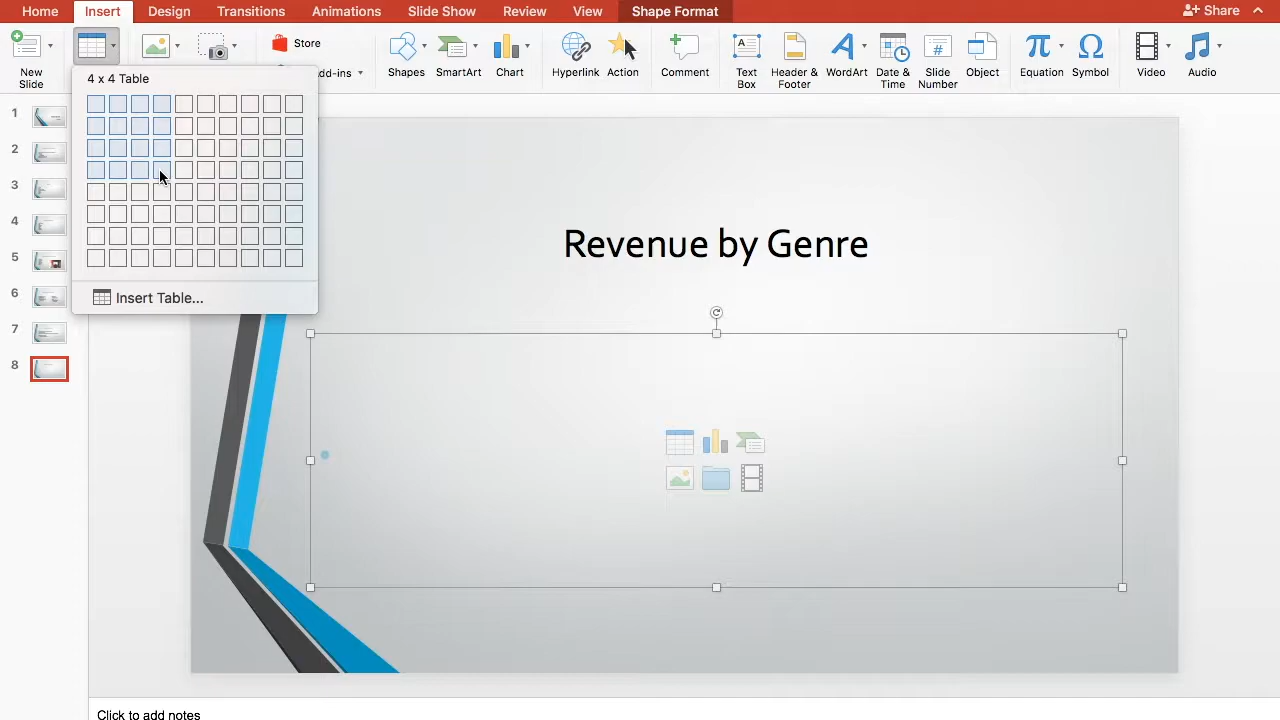 Home Insert Design Transitions Animations Slide Show Review View Shape Format Share
Store
New
Slide
dd-ins
Shapes SmartArt Chart Hyperlink Action Comment
Text
Box
Header &
Footer
WordArt
Date &
Time
Slide
Number
Object Equation Symbol Video Audio
4 x 4 Table
Insert Table...
1
2
3
4
5
6
7
8
Revenue by Genre
Click to add notes